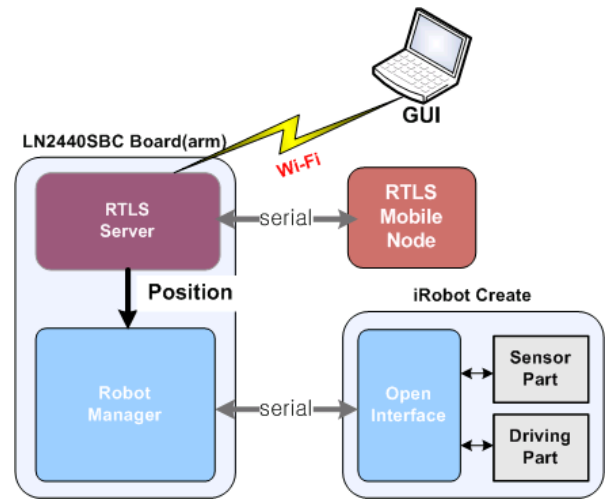 GUI
LN2440SBC Board(arm)
Wi-Fi
RTLS
Server
serial
RTLS
Mobile
Node
Position
iRobot Create
Robot
Manager
serial
Open
Interface
Sensor
Part
Driving
Part